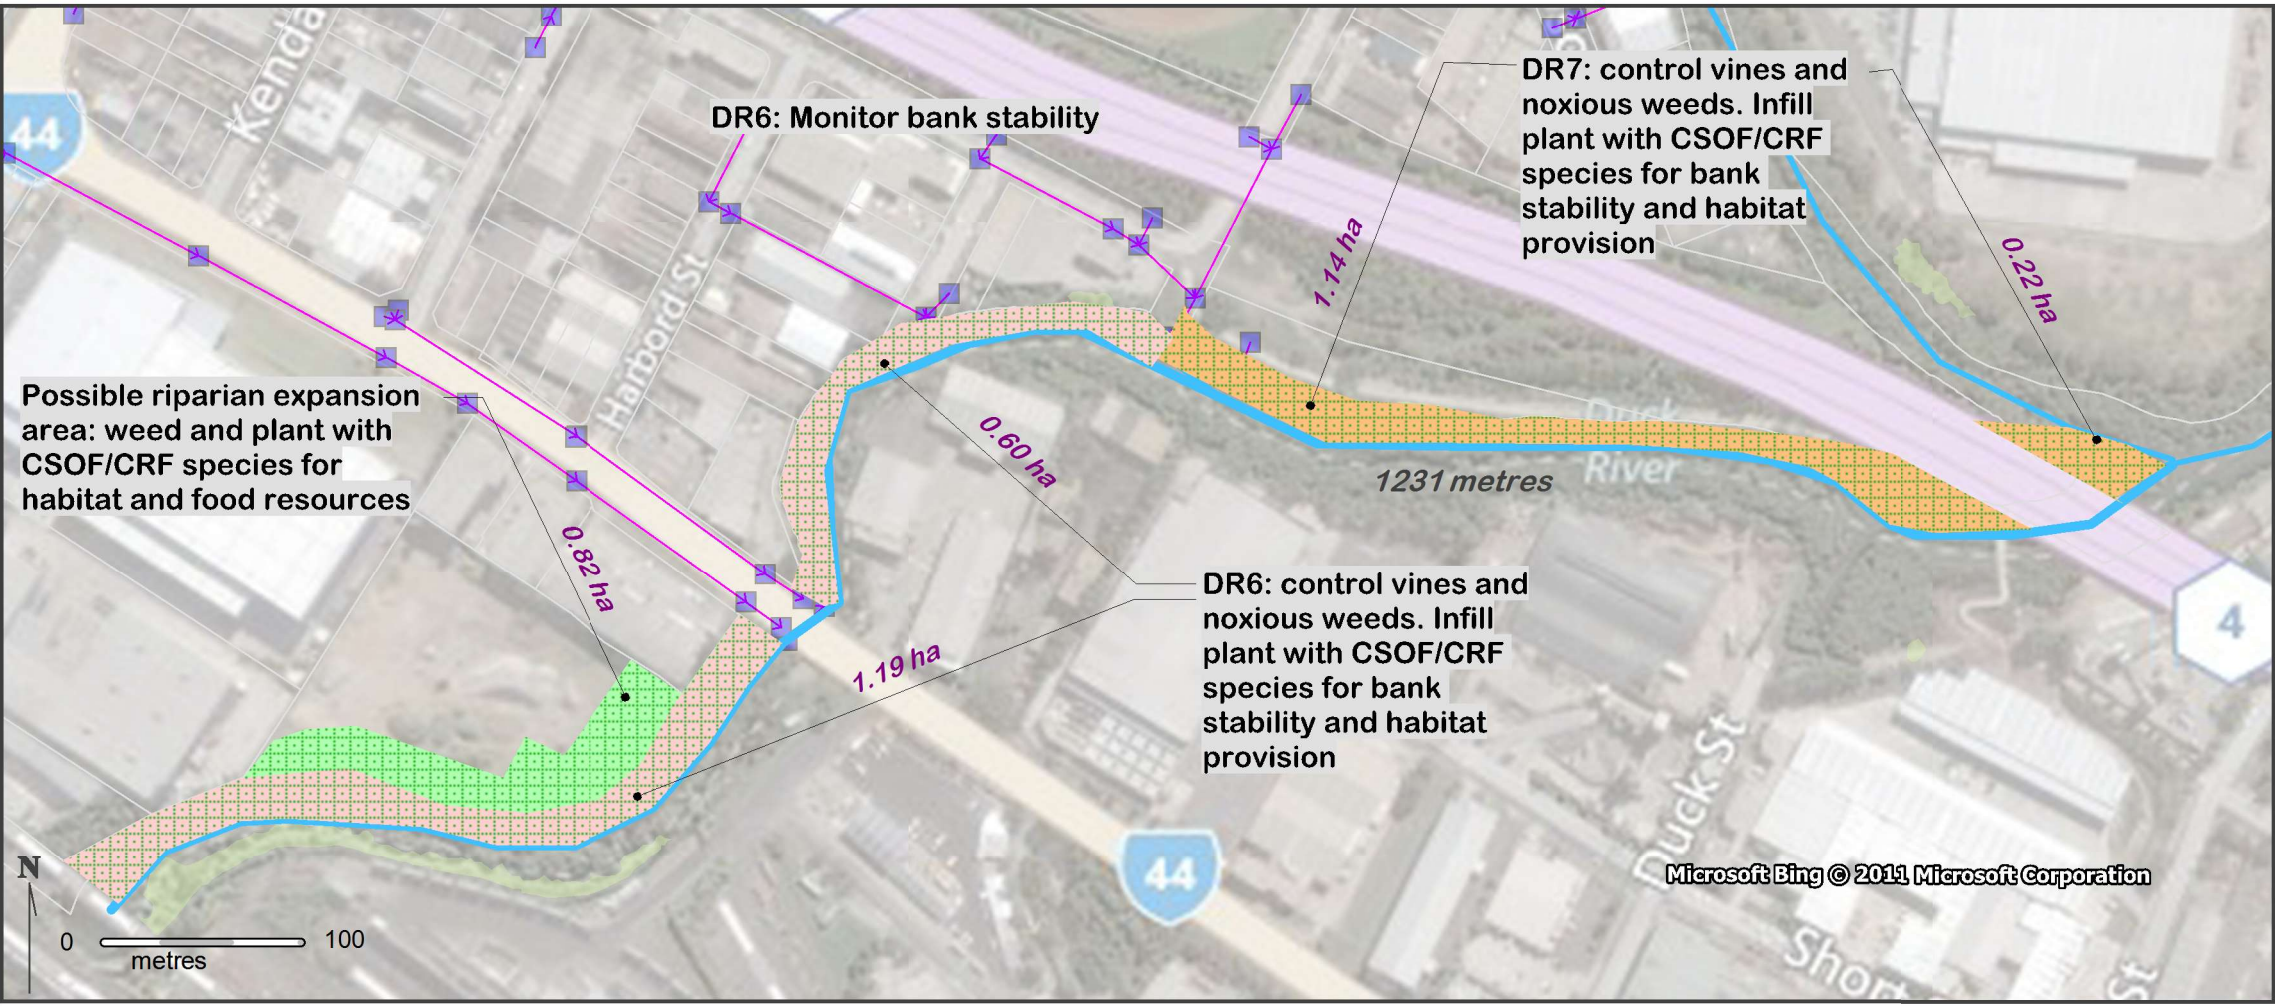 Kenda
44
DR6: Monitor bank stability
DR7: control vines and
noxious weeds. Infill
plant with CSOF/CRF
species for bank
stability and habitat
provision
1.14 ha
0.22 ha
Harbord St
Possible riparian expansion
area: weed and plant with
CSOF/CRF species for
habitat and food resources
0.82 ha
0.60 ha
Duck
River
1231 metres
DR6: control vines and
noxious weeds. Infill
plant with CSOF/CRF
species for bank
stability and habitat
provision
1.19 ha
4
Duck St
44
Microsoft Bing © 2011 Microsoft Corporation
N
0 100
metres
Short
St